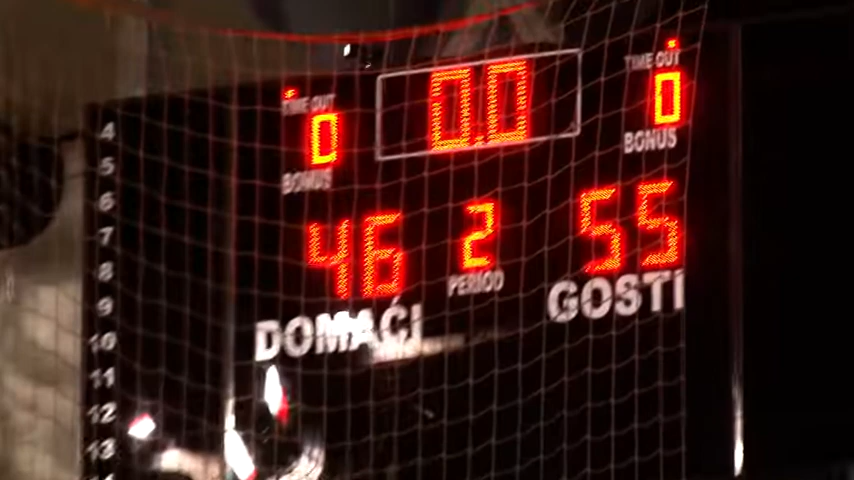 TIME OUT
0
BONUS
0.0
TIME OUT
0
BONUS
46
2
55
DOMAĆI
PERIOD
GOSTI
4
5
6
7
8
9
10
11
12
13